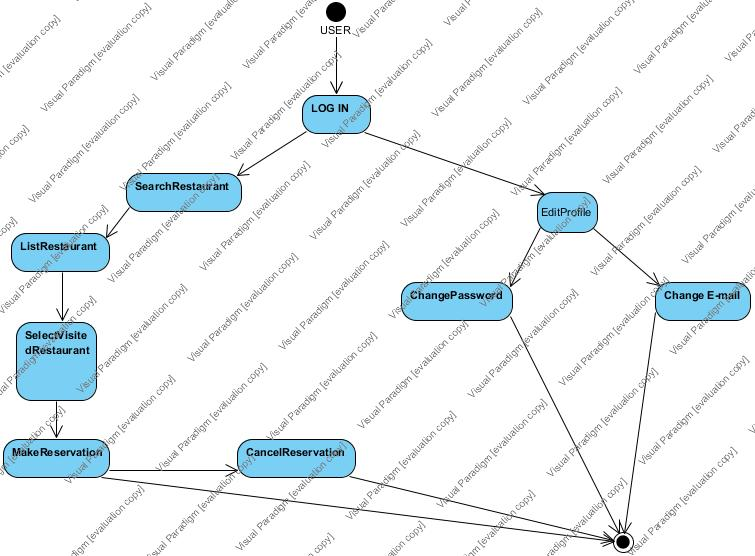 USER
LOG IN
SearchRestaurant
EditProfile
ListRestaurant
ChangePassword
Change E-mail
SelectVisite
dRestaurant
MakeReservation
CancelReservation
Visual Paradigm [evaluation copy]